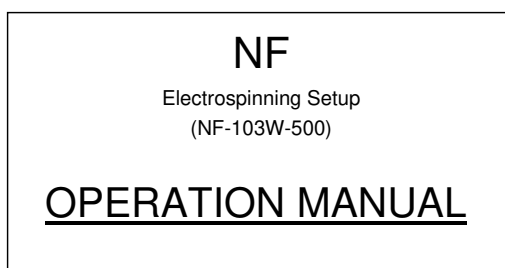 NF
Electrospinning Setup
(NF-103W-500)
OPERATION MANUAL